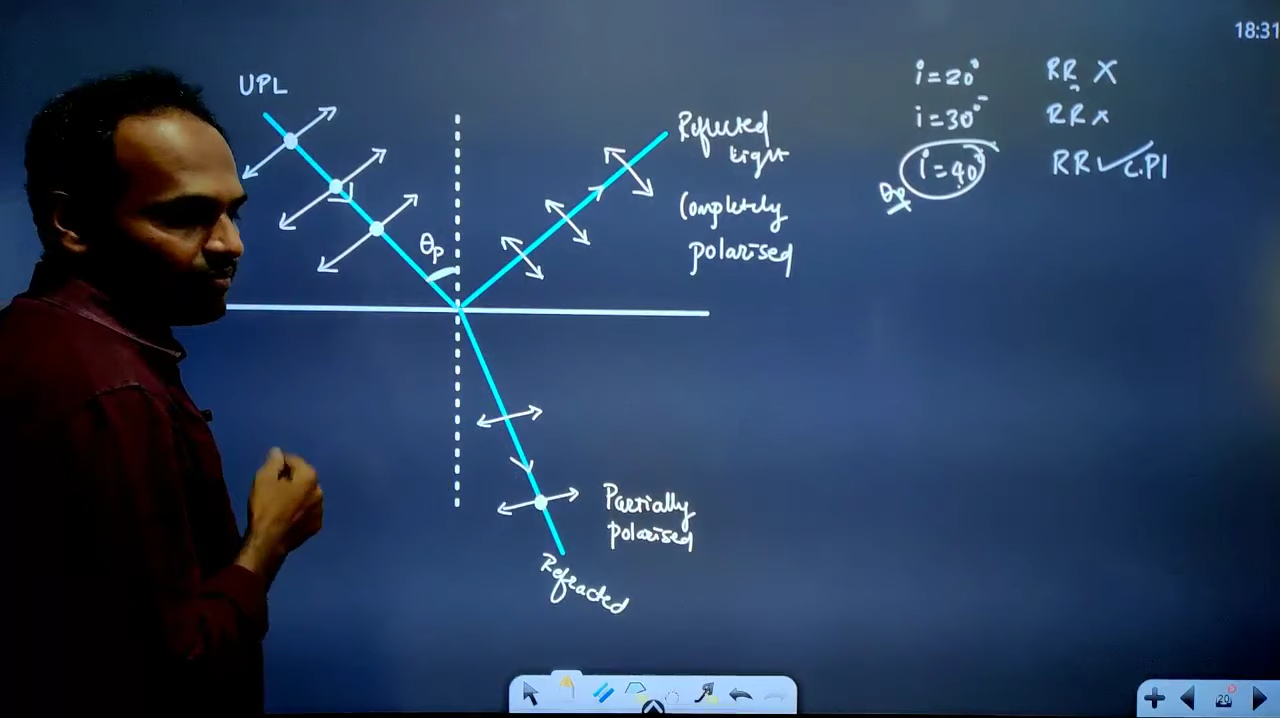 18:31
UPL
i = 20° RR X
i = 30° RR x
i = 40° RR ✓ C.Pl
θp
θp
Reflected
light
Completely
polarised
Partially
polarised
Refracted
20